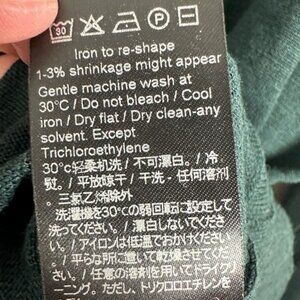 30
Iron to re-shape
1-3% shrinkage might appear
Gentle machine wash at
30°C / Do not bleach / Cool
iron / Dry flat / Dry clean-any
solvent. Except
Trichloroethylene
30°C轻柔机洗 / 不可漂白。/ 冷
熨。/ 平放晾干 / 干洗 - 任何溶剂
。三氯乙烯除外
洗濯機を30°の弱回転に設定して
洗って下さい。/ 漂白しないでくださ
い。/ アイロンは低温でおかけ下さい
。/ 平らな所に置きて乾燥させてくだ
さい。/ 任意の溶剤を用いてドライクリ
ーニング。ただし、トリクロロエチレンを